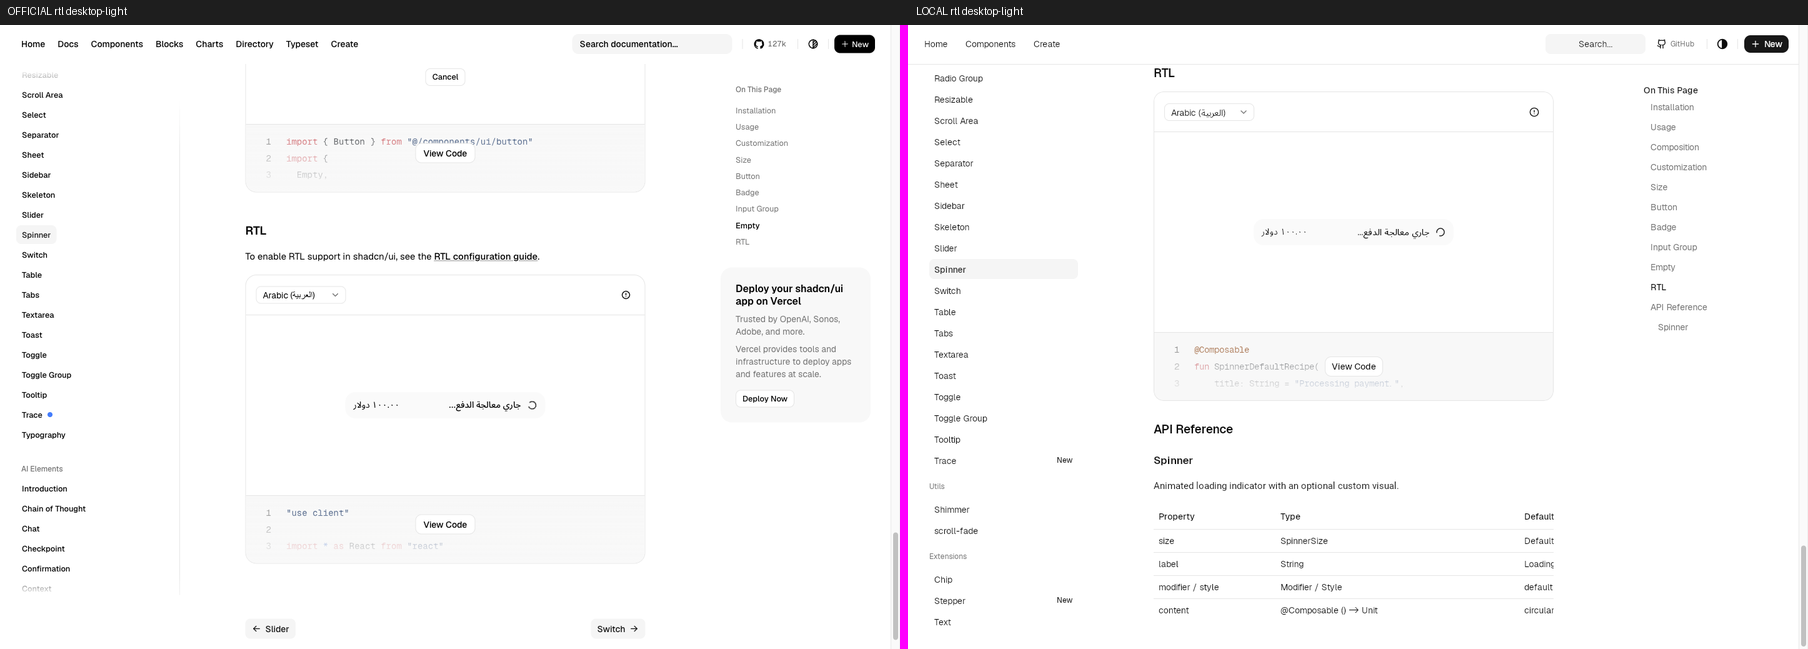 OFFICIAL rtl desktop-light
Home Docs Components Blocks Charts Directory Typeset Create
Search documentation...
127k
+ New
Resizable
Scroll Area
Select
Separator
Sheet
Sidebar
Skeleton
Slider
Spinner
Switch
Table
Tabs
Textarea
Toast
Toggle
Toggle Group
Tooltip
Trace
Typography
AI Elements
Introduction
Chain of Thought
Chat
Checkpoint
Confirmation
Context
Cancel
1 import { Button } from "@/components/ui/button"
2 import {
3 Empty,
View Code
RTL
To enable RTL support in shadcn/ui, see the RTL configuration guide.
Arabic (العربية)
جاري معالجة الدفع...
١٠٠.٠٠ دولار
1 "use client"
2
3 import * as React from "react"
View Code
← Slider
Switch →
On This Page
Installation
Usage
Customization
Size
Button
Badge
Input Group
Empty
RTL
Deploy your shadcn/ui
app on Vercel
Trusted by OpenAI, Sonos,
Adobe, and more.
Vercel provides tools and
infrastructure to deploy apps
and features at scale.
Deploy Now
LOCAL rtl desktop-light
Home Components Create
Search...
GitHub
+ New
Radio Group
Resizable
Scroll Area
Select
Separator
Sheet
Sidebar
Skeleton
Slider
Spinner
Switch
Table
Tabs
Textarea
Toast
Toggle
Toggle Group
Tooltip
Trace New
Utils
Shimmer
scroll-fade
Extensions
Chip
Stepper New
Text
RTL
Arabic (العربية)
جاري معالجة الدفع...
١٠٠.٠٠ دولار
1 @Composable
2 fun SpinnerDefaultRecipe(
3 title: String = "Processing payment ",
View Code
API Reference
Spinner
Animated loading indicator with an optional custom visual.
Property Type Default
size SpinnerSize Default
label String Loading
modifier / style Modifier / Style default
content @Composable () → Unit circular
On This Page
Installation
Usage
Composition
Customization
Size
Button
Badge
Input Group
Empty
RTL
API Reference
Spinner